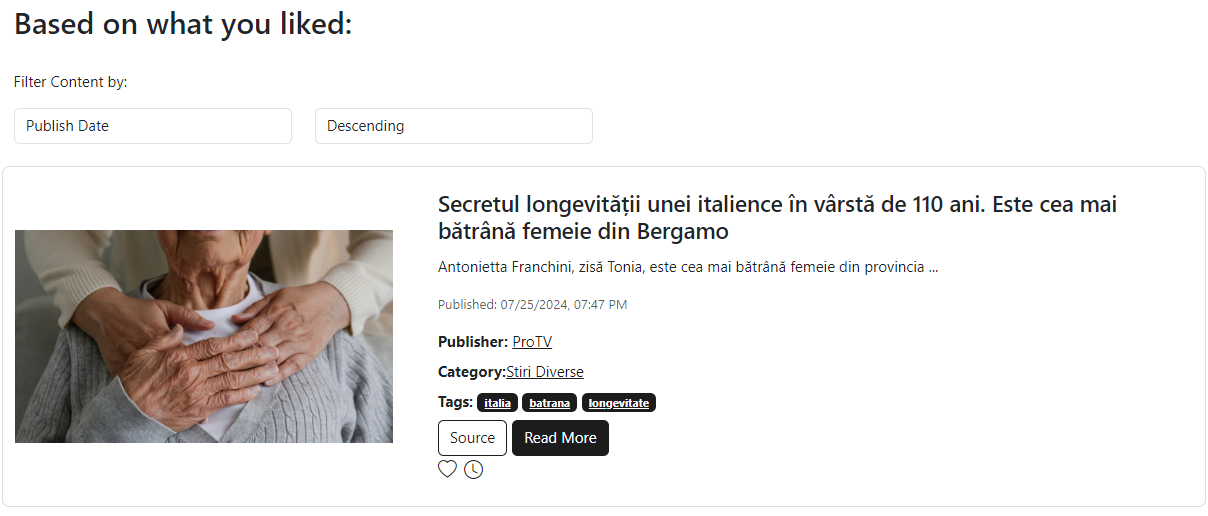 Based on what you liked:
Filter Content by:
Publish Date
Descending
Secretul longevității unei italience în vârstă de 110 ani. Este cea mai
bătrână femeie din Bergamo
Antonietta Franchini, zisă Tonia, este cea mai bătrână femeie din provincia ...
Published: 07/25/2024, 07:47 PM
Publisher: ProTV
Category:Stiri Diverse
Tags: italia batrana longevitate
Source Read More